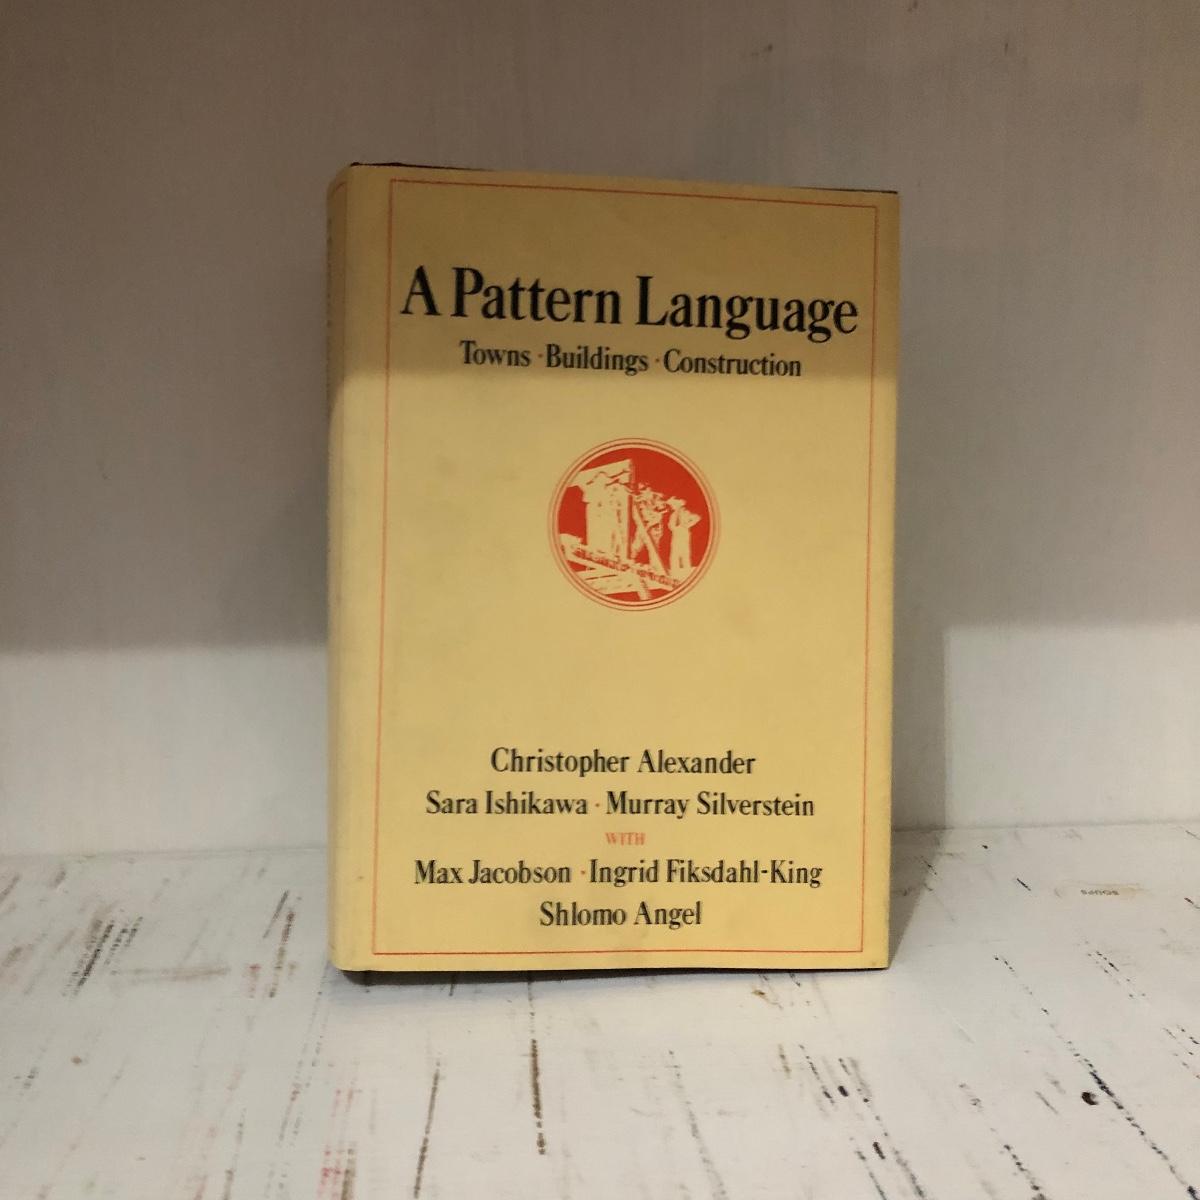 A Pattern Language
Towns · Buildings · Construction
Christopher Alexander
Sara Ishikawa · Murray Silverstein
WITH
Max Jacobson · Ingrid Fiksdahl-King
Shlomo Angel